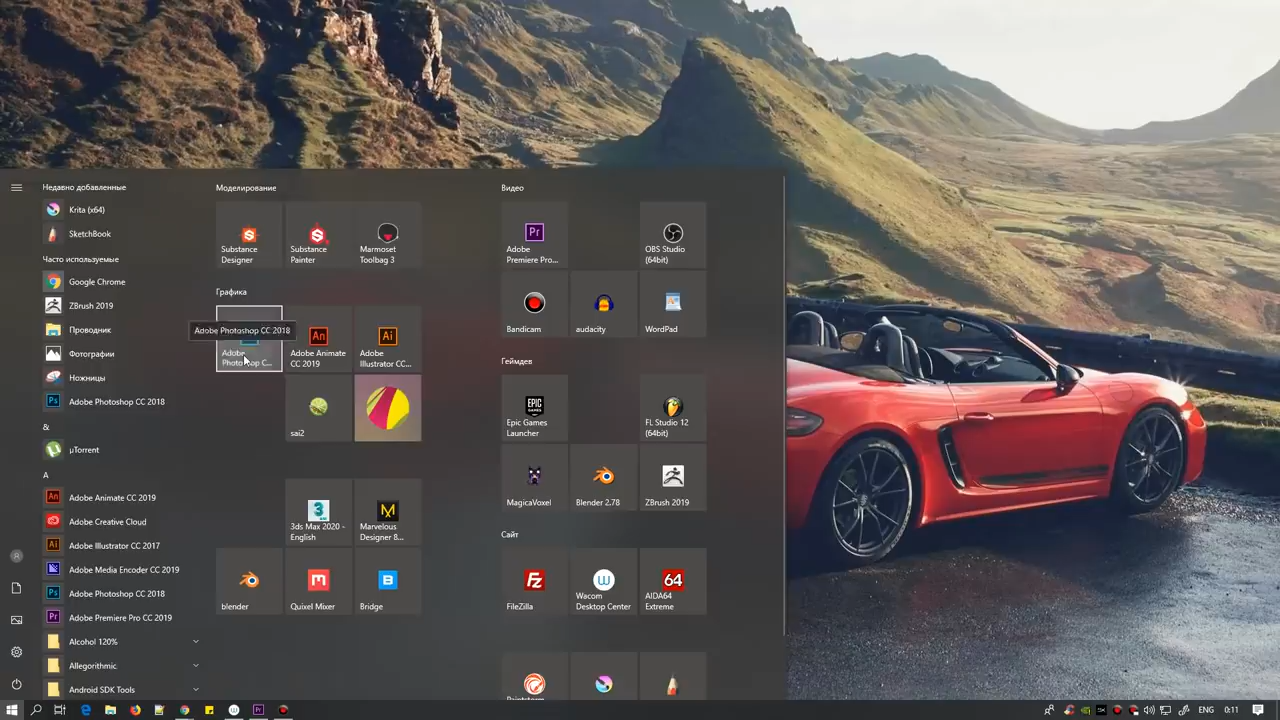 Недавно добавленные
Krita (x64)
SketchBook
Часто используемые
Google Chrome
ZBrush 2019
Проводник
Фотографии
Ножницы
Adobe Photoshop CC 2018
&
µTorrent
A
Adobe Animate CC 2019
Adobe Creative Cloud
Adobe Illustrator CC 2017
Adobe Media Encoder CC 2019
Adobe Photoshop CC 2018
Adobe Premiere Pro CC 2019
Alcohol 120%
Allegorithmic
Android SDK Tools
Моделирование
Substance
Designer
Substance
Painter
Marmoset
Toolbag 3
Графика
Adobe Photoshop CC 2018
Adobe
Photoshop C...
Adobe Animate
CC 2019
Adobe
Illustrator CC...
sai2
3ds Max 2020 -
English
Marvelous
Designer 8...
blender
Quixel Mixer
Bridge
Видео
Adobe
Premiere Pro...
OBS Studio
(64bit)
Bandicam
audacity
WordPad
Геймдев
EPIC
GAMES
Epic Games
Launcher
FL Studio 12
(64bit)
MagicaVoxel
Blender 2.78
ZBrush 2019
Сайт
FileZilla
Wacom
Desktop Center
64
AIDA64
Extreme
ENG
0:11